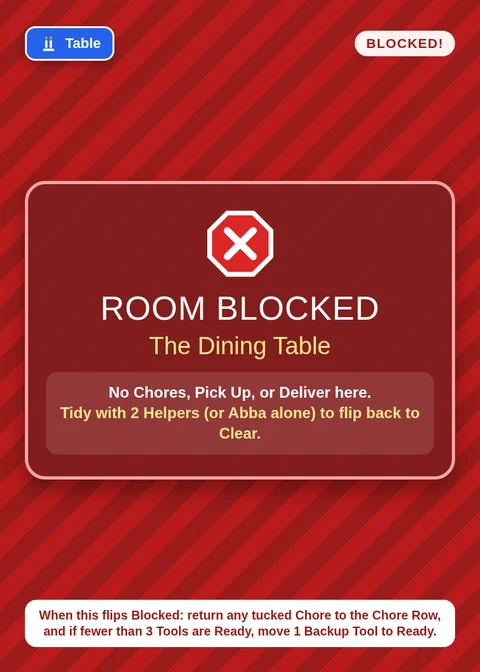 Table
BLOCKED!
ROOM BLOCKED
The Dining Table
No Chores, Pick Up, or Deliver here.
Tidy with 2 Helpers (or Abba alone) to flip back to
Clear.
When this flips Blocked: return any tucked Chore to the Chore Row,
and if fewer than 3 Tools are Ready, move 1 Backup Tool to Ready.